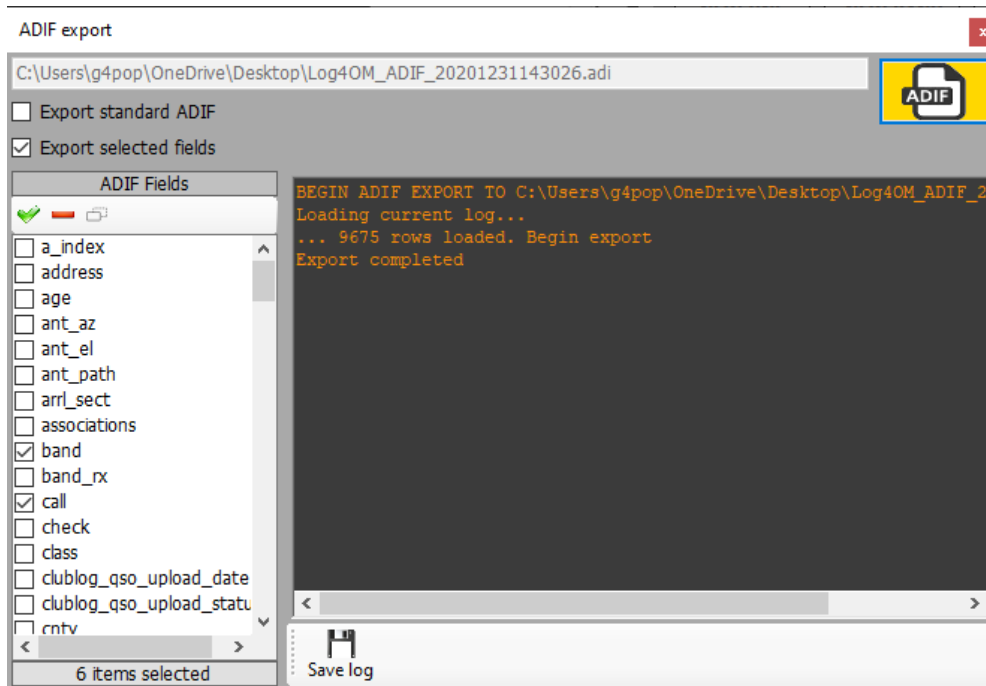 ADIF export
x
C:\Users\g4pop\OneDrive\Desktop\Log4OM_ADIF_20201231143026.adi
ADIF
Export standard ADIF
Export selected fields
ADIF Fields
a_index
address
age
ant_az
ant_el
ant_path
arrl_sect
associations
band
band_rx
call
check
class
clublog_qso_upload_date
clublog_qso_upload_statu
cnty
6 items selected
BEGIN ADIF EXPORT TO C:\Users\g4pop\OneDrive\Desktop\Log4OM_ADIF_2
Loading current log...
... 9675 rows loaded. Begin export
Export completed
Save log